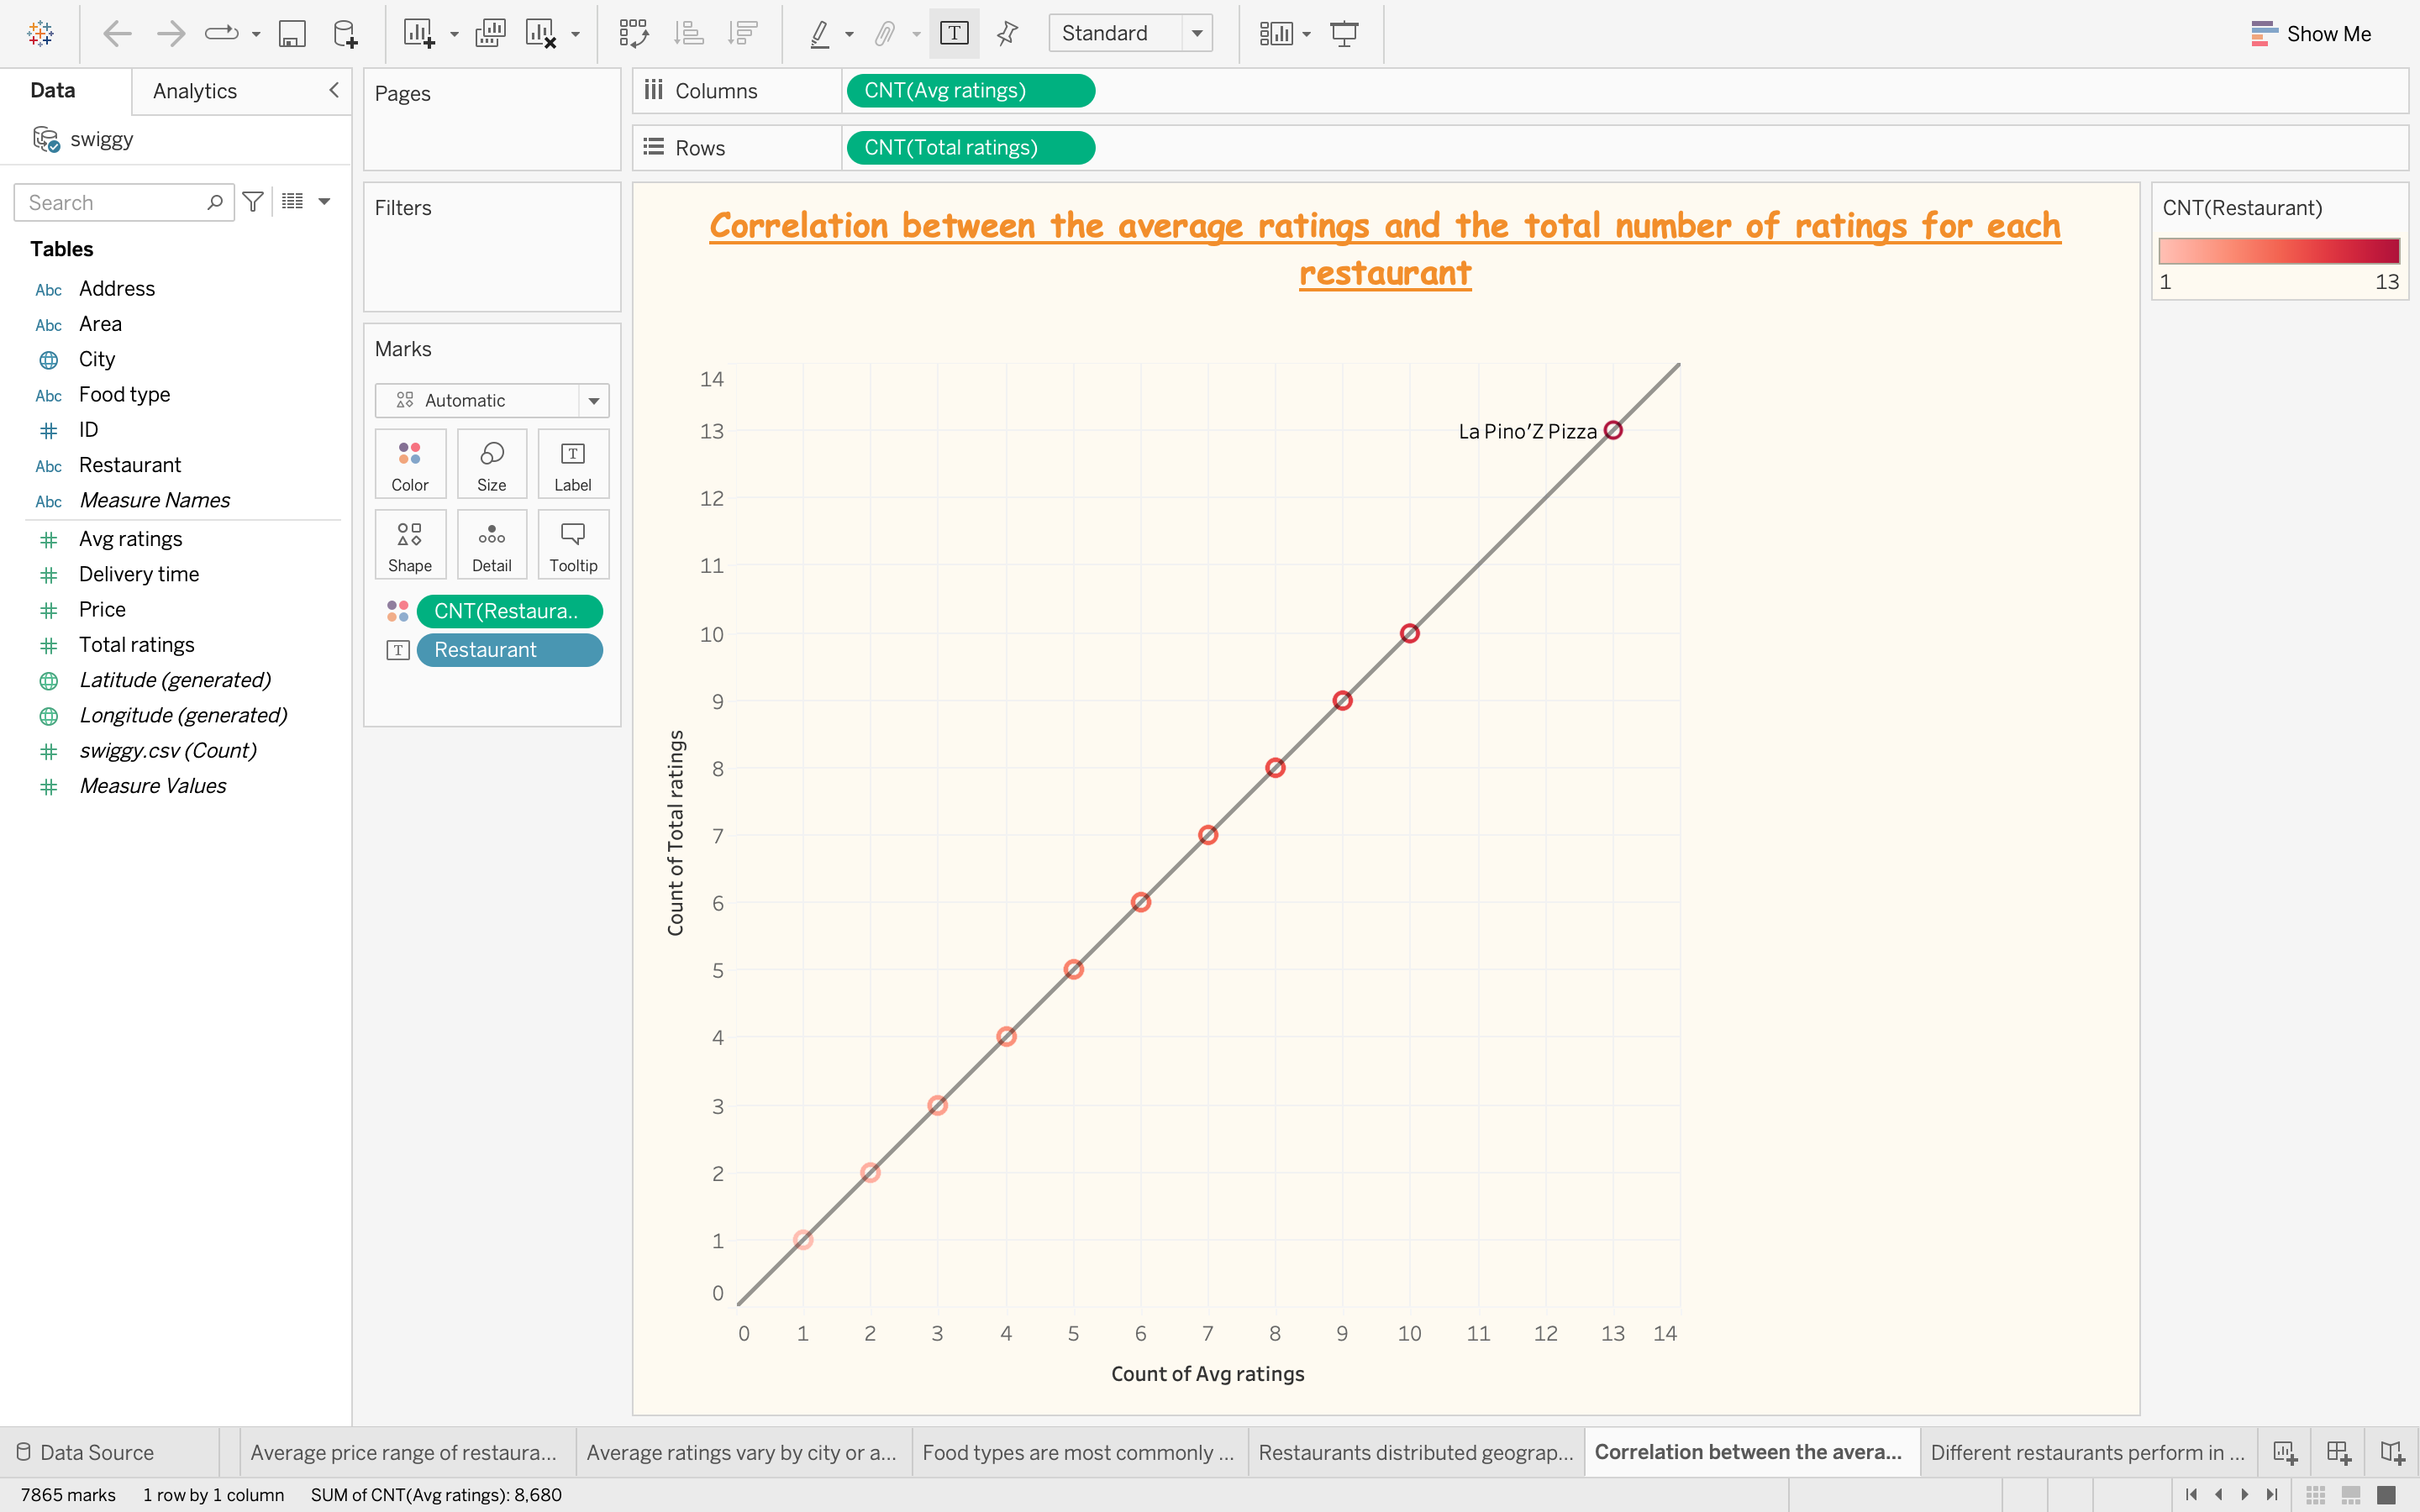 Standard
Show Me
Data
Analytics
swiggy
Search
Tables
Abc Address
Abc Area
City
Abc Food type
ID
Abc Restaurant
Abc Measure Names
Avg ratings
Delivery time
Price
Total ratings
Latitude (generated)
Longitude (generated)
swiggy.csv (Count)
Measure Values
Pages
Filters
Marks
Automatic
Color Size Label
Shape Detail Tooltip
CNT(Restaura..
Restaurant
Columns CNT(Avg ratings)
Rows CNT(Total ratings)
Correlation between the average ratings and the total number of ratings for each
restaurant
14
La Pino'Z Pizza
13
12
11
10
9
8
7
6
5
4
3
2
1
0
Count of Total ratings
0 1 2 3 4 5 6 7 8 9 10 11 12 13 14
Count of Avg ratings
CNT(Restaurant)
1 13
Data Source
Average price range of restaura...
Average ratings vary by city or a...
Food types are most commonly ...
Restaurants distributed geograp...
Correlation between the avera...
Different restaurants perform in ...
7865 marks 1 row by 1 column SUM of CNT(Avg ratings): 8,680